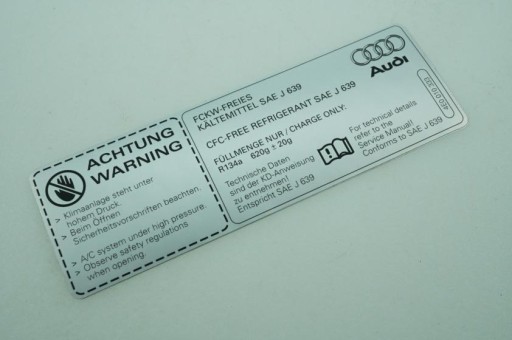 ACHTUNG
WARNING
> Klimaanlage steht unter
hohem Druck.
> Beim Öffnen
Sicherheitsvorschriften beachten.
> A/C system under high pressure.
> Observe safety regulations
when opening.
FCKW-FREIES
KÄLTEMITTEL SAE J 639
CFC-FREE REFRIGERANT SAE J 639
FÜLLMENGE NUR / CHARGE ONLY:
R134a 620g ± 20g
Technische Daten
sind der KD-Anweisung
zu entnehmen!
Entspricht SAE J 639
For technical details
refer to the
Service Manual!
Conforms to SAE J 639
Audi